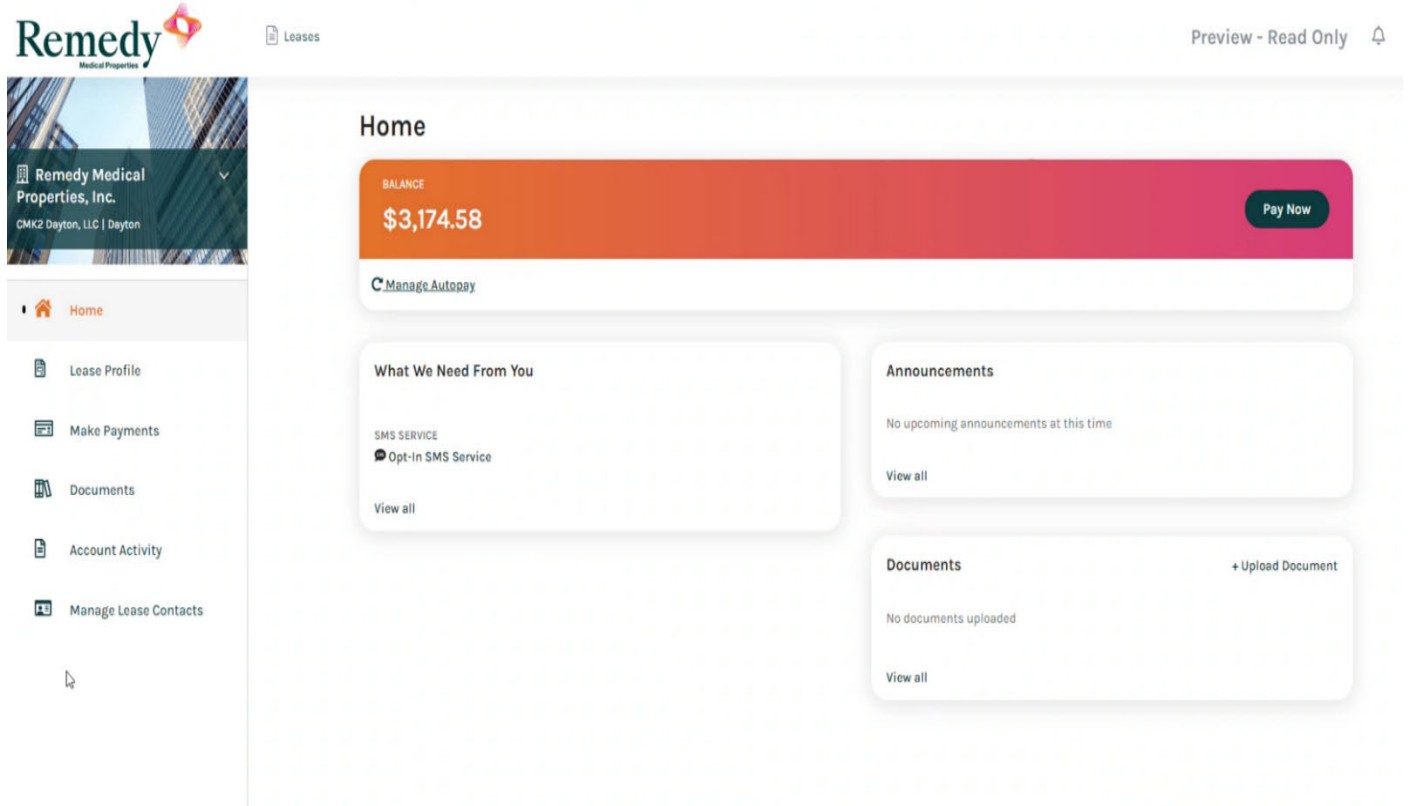 Remedy
Medical Properties
Leases
Preview - Read Only
Remedy Medical
Properties, Inc.
CMK2 Dayton, LLC | Dayton
Home
Lease Profile
Make Payments
Documents
Account Activity
Manage Lease Contacts
Home
BALANCE
$3,174.58
Pay Now
Manage Autopay
What We Need From You
SMS SERVICE
Opt-In SMS Service
View all
Announcements
No upcoming announcements at this time
View all
Documents
+ Upload Document
No documents uploaded
View all